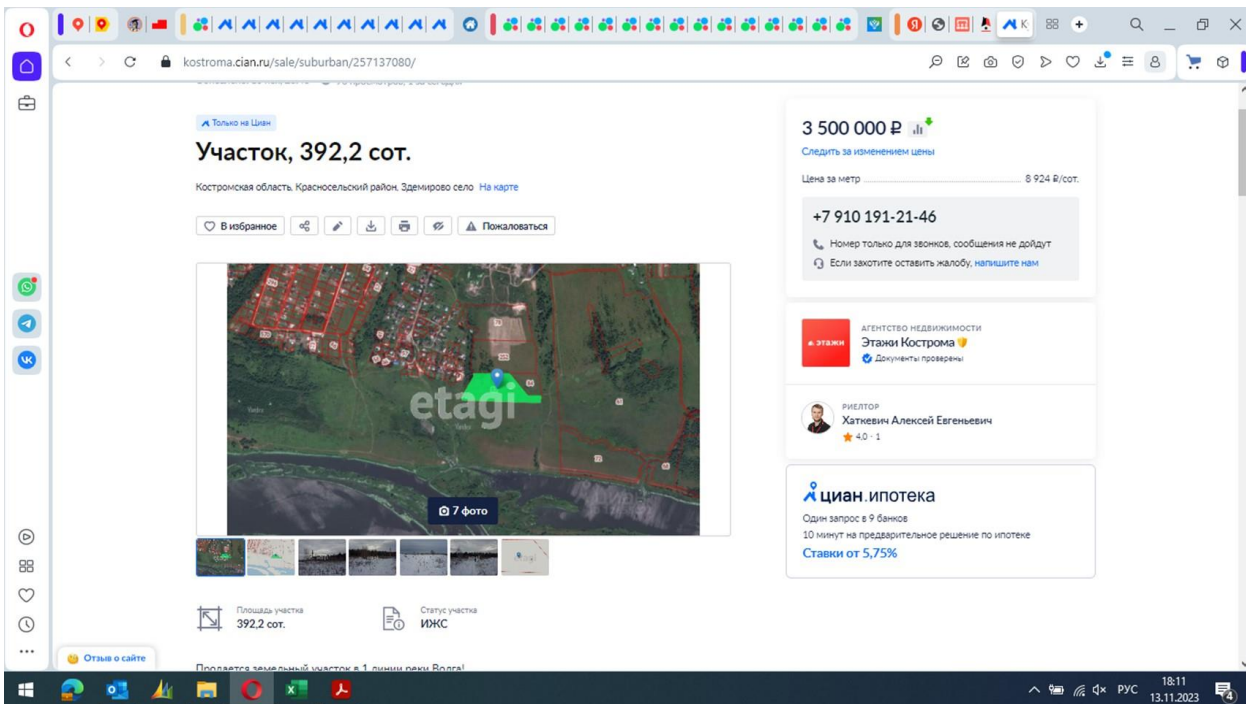 kostroma.cian.ru/sale/suburban/257137080/
Только на Циан
Участок, 392,2 сот.
Костромская область, Красносельский район, Здемирово село На карте
В избранное
Пожаловаться
etagi
7 фото
Площадь участка
392,2 сот.
Статус участка
ИЖС
Продается земельный участок в 1 линии реки Волга!
3 500 000 ₽
Следить за изменением цены
Цена за метр 8 924 ₽/сот.
+7 910 191-21-46
Номер только для звонков, сообщения не дойдут
Если захотите оставить жалобу, напишите нам
этажи
АГЕНТСТВО НЕДВИЖИМОСТИ
Этажи Кострома
Документы проверены
РИЕЛТОР
Хаткевич Алексей Евгеньевич
4,0 · 1
циан.ипотека
Один запрос в 9 банков
10 минут на предварительное решение по ипотеке
Ставки от 5,75%
Отзыв о сайте
РУС
18:11
13.11.2023
4